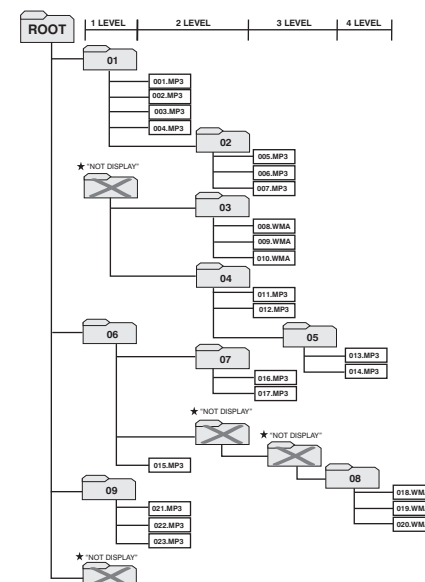 ROOT
1 LEVEL
2 LEVEL
3 LEVEL
4 LEVEL
01
001.MP3
002.MP3
003.MP3
004.MP3
02
005.MP3
006.MP3
007.MP3
★ "NOT DISPLAY"
03
008.WMA
009.WMA
010.WMA
04
011.MP3
012.MP3
05
013.MP3
014.MP3
06
07
016.MP3
017.MP3
★ "NOT DISPLAY"
★ "NOT DISPLAY"
08
018.WM
019.WM
020.WM
015.MP3
09
021.MP3
022.MP3
023.MP3
★ "NOT DISPLAY"